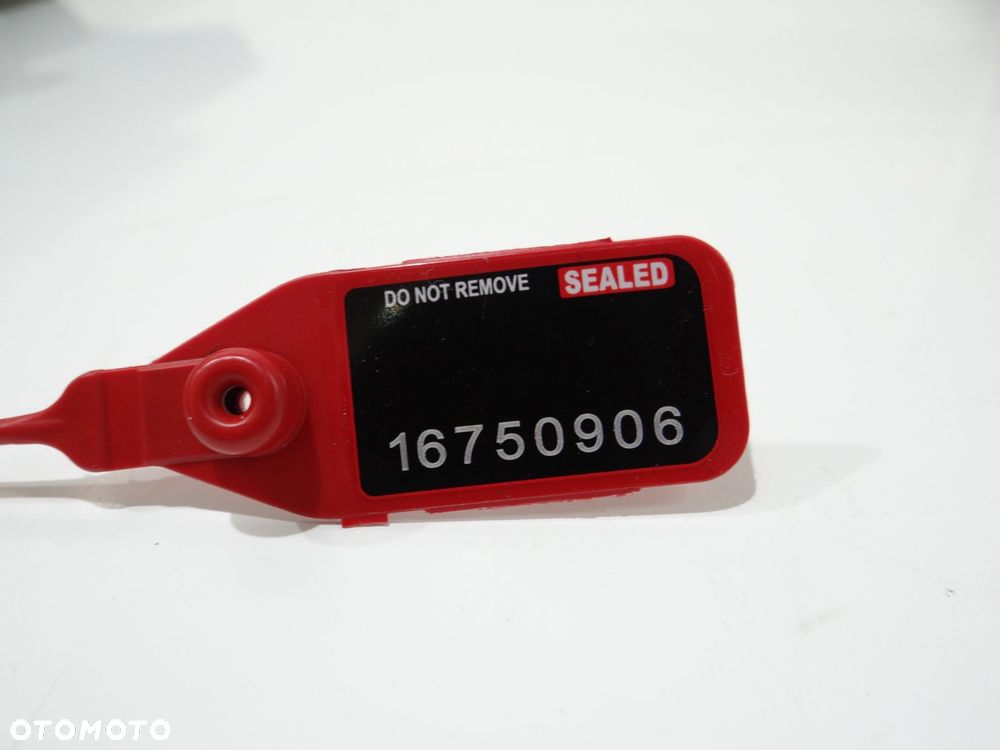 DO NOT REMOVE SEALED
16750906
OTOMOTO